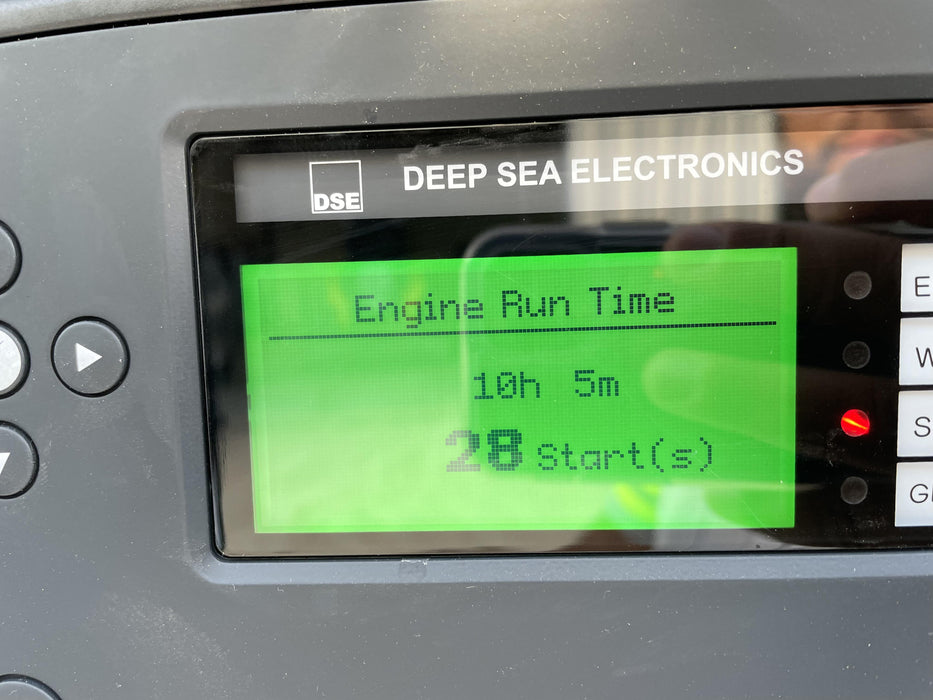 DSE DEEP SEA ELECTRONICS
Engine Run Time
10h 5m
28 Start(s)